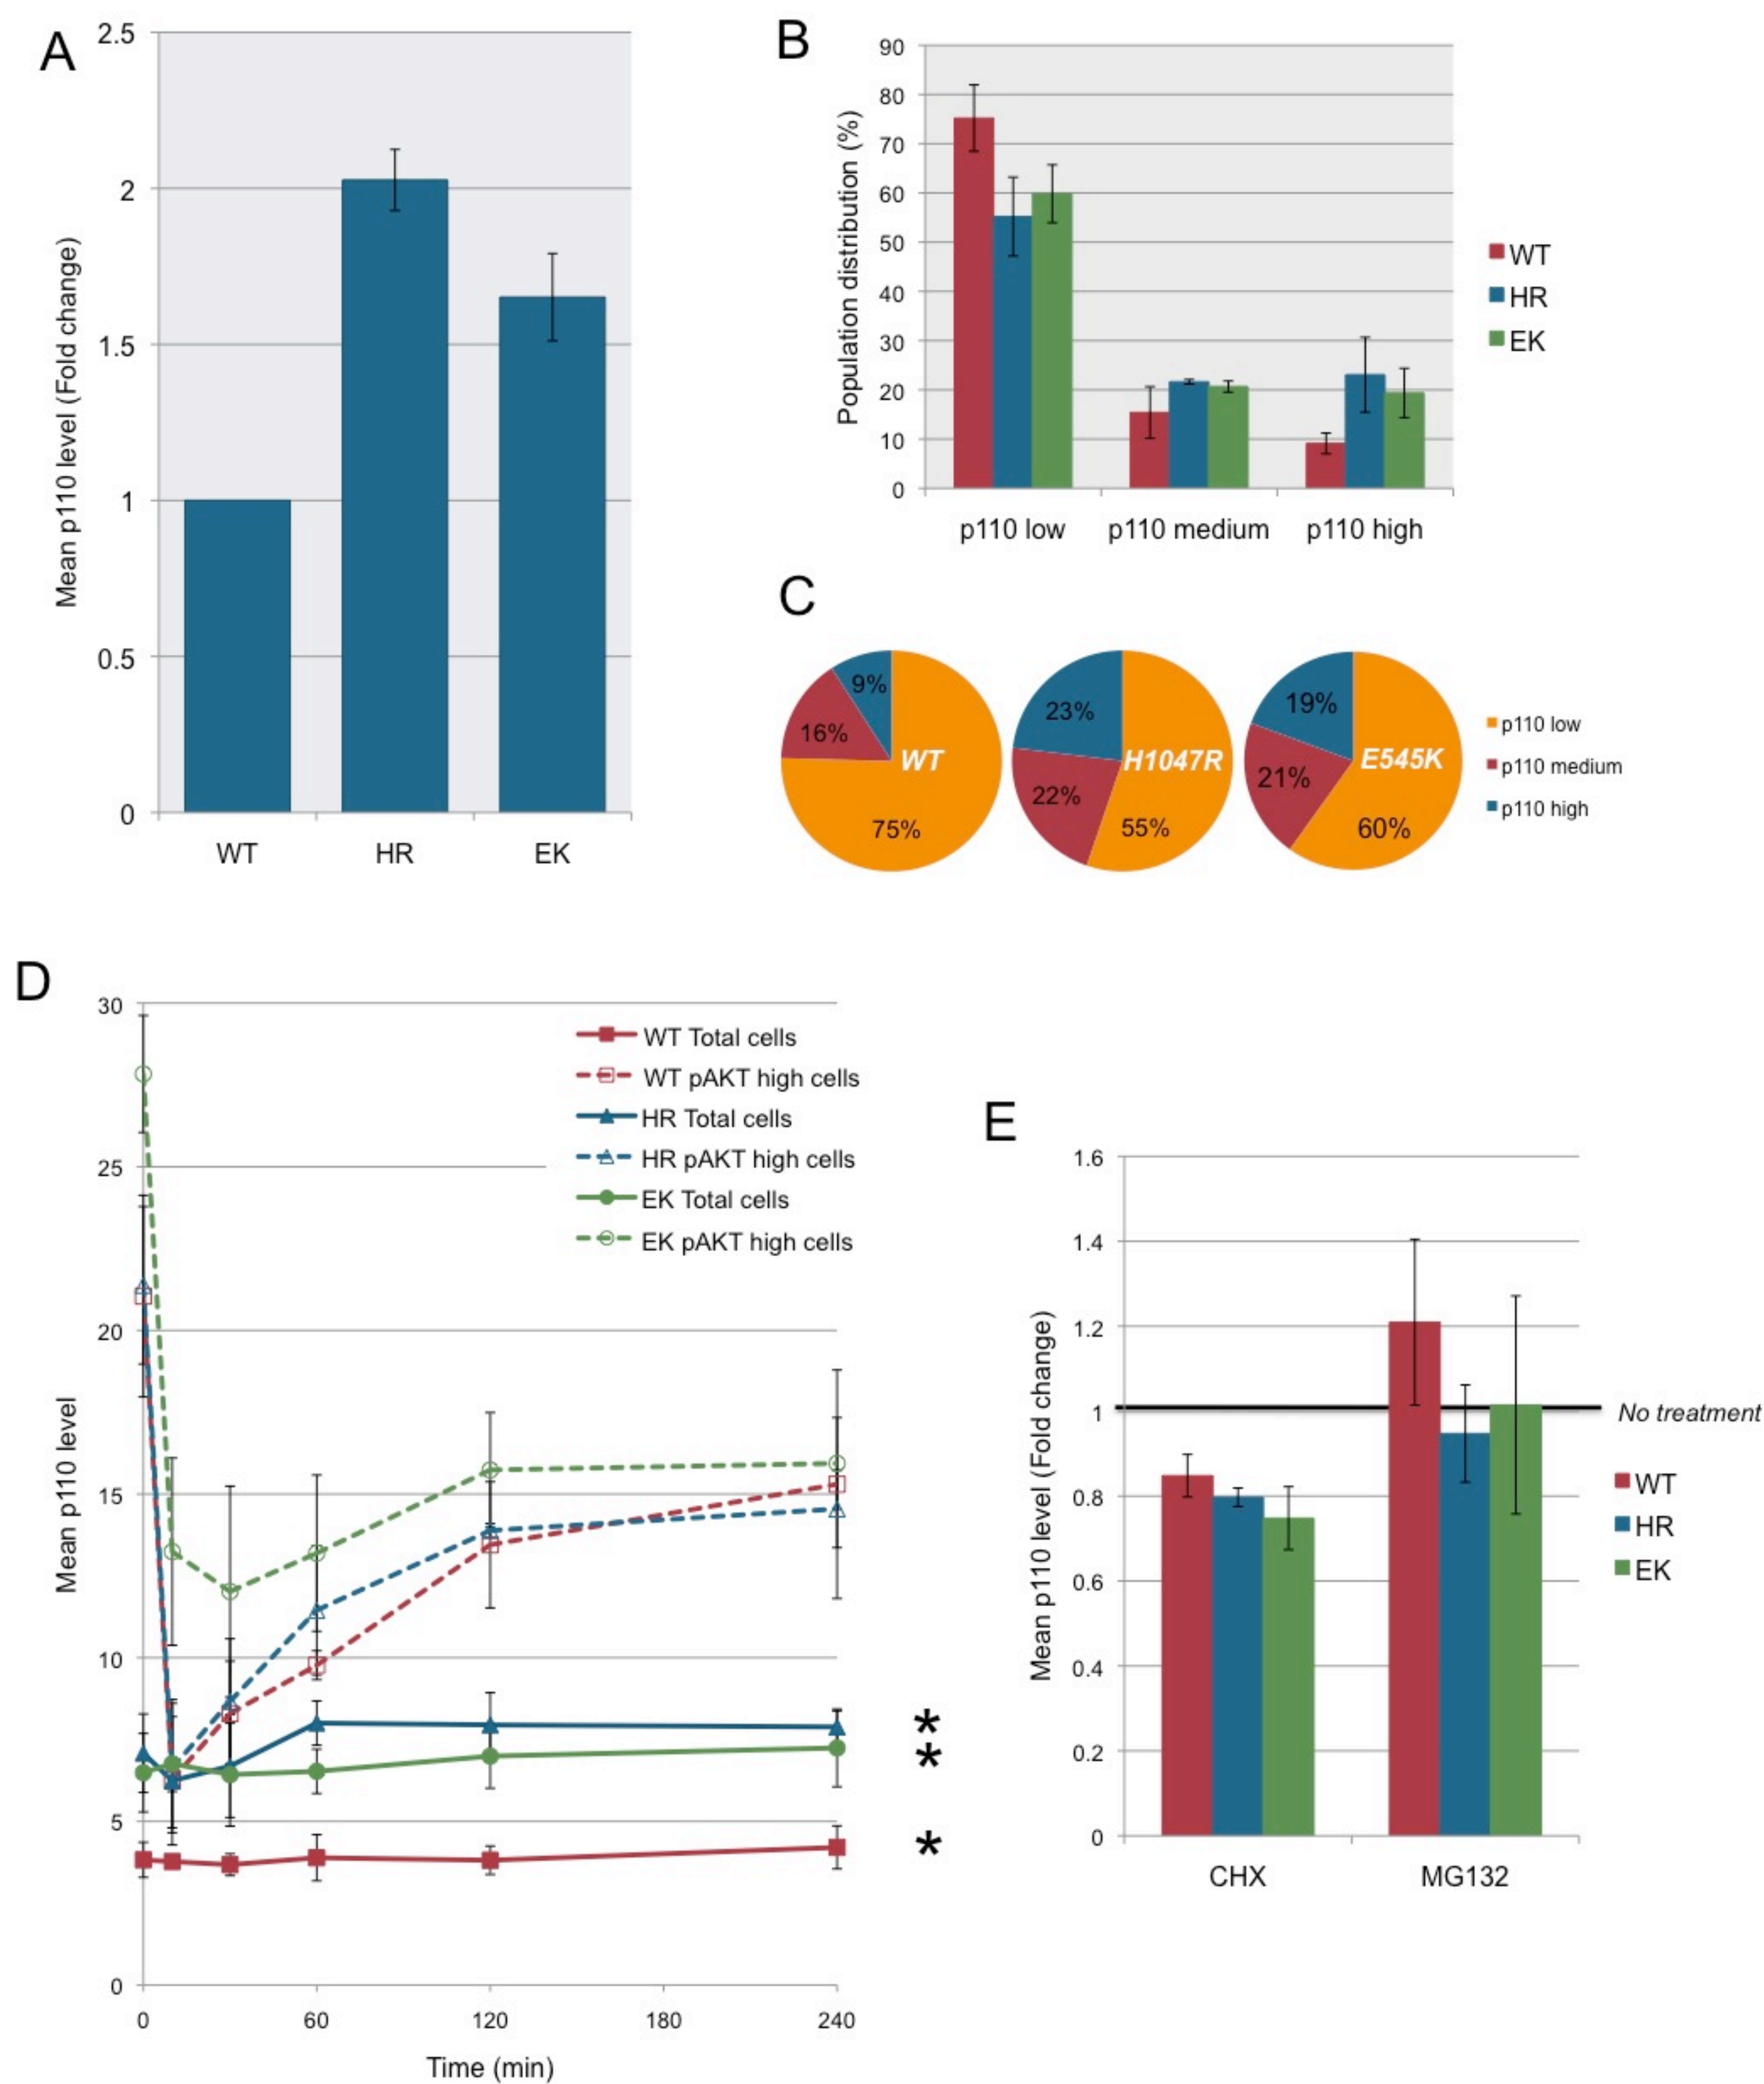 A
2.5
2
1.5
1
0.5
0
Mean p110 level (Fold change)
WT
HR
EK
B
90
80
70
60
50
40
30
20
10
0
Population distribution (%)
p110 low
p110 medium
p110 high
WT
HR
EK
C
9%
16%
WT
75%
23%
22%
H1047R
55%
19%
21%
E545K
60%
p110 low
p110 medium
p110 high
D
30
25
20
15
10
5
0
Mean p110 level
0
60
120
180
240
Time (min)
WT Total cells
WT pAKT high cells
HR Total cells
HR pAKT high cells
EK Total cells
EK pAKT high cells
*
*
*
E
1.6
1.4
1.2
1
0.8
0.6
0.4
0.2
0
Mean p110 level (Fold change)
No treatment
CHX
MG132
WT
HR
EK